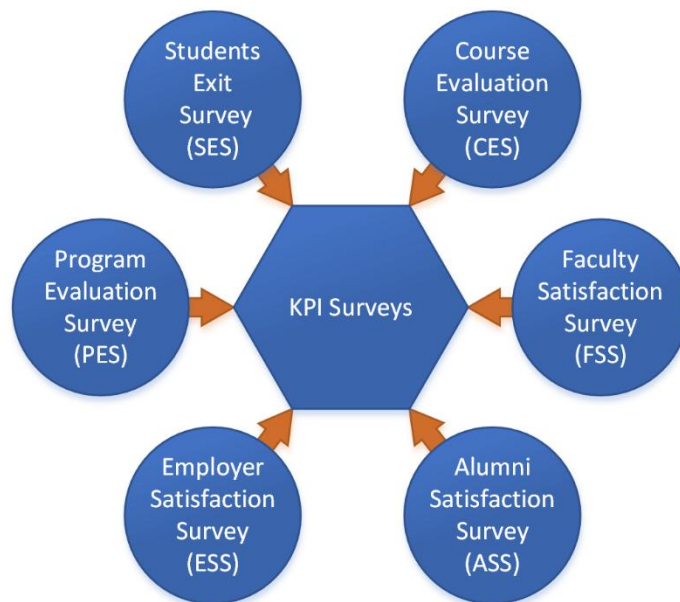 Students
Exit
Survey
(SES)
Course
Evaluation
Survey
(CES)
Program
Evaluation
Survey
(PES)
KPI Surveys
Faculty
Satisfaction
Survey
(FSS)
Employer
Satisfaction
Survey
(ESS)
Alumni
Satisfaction
Survey
(ASS)